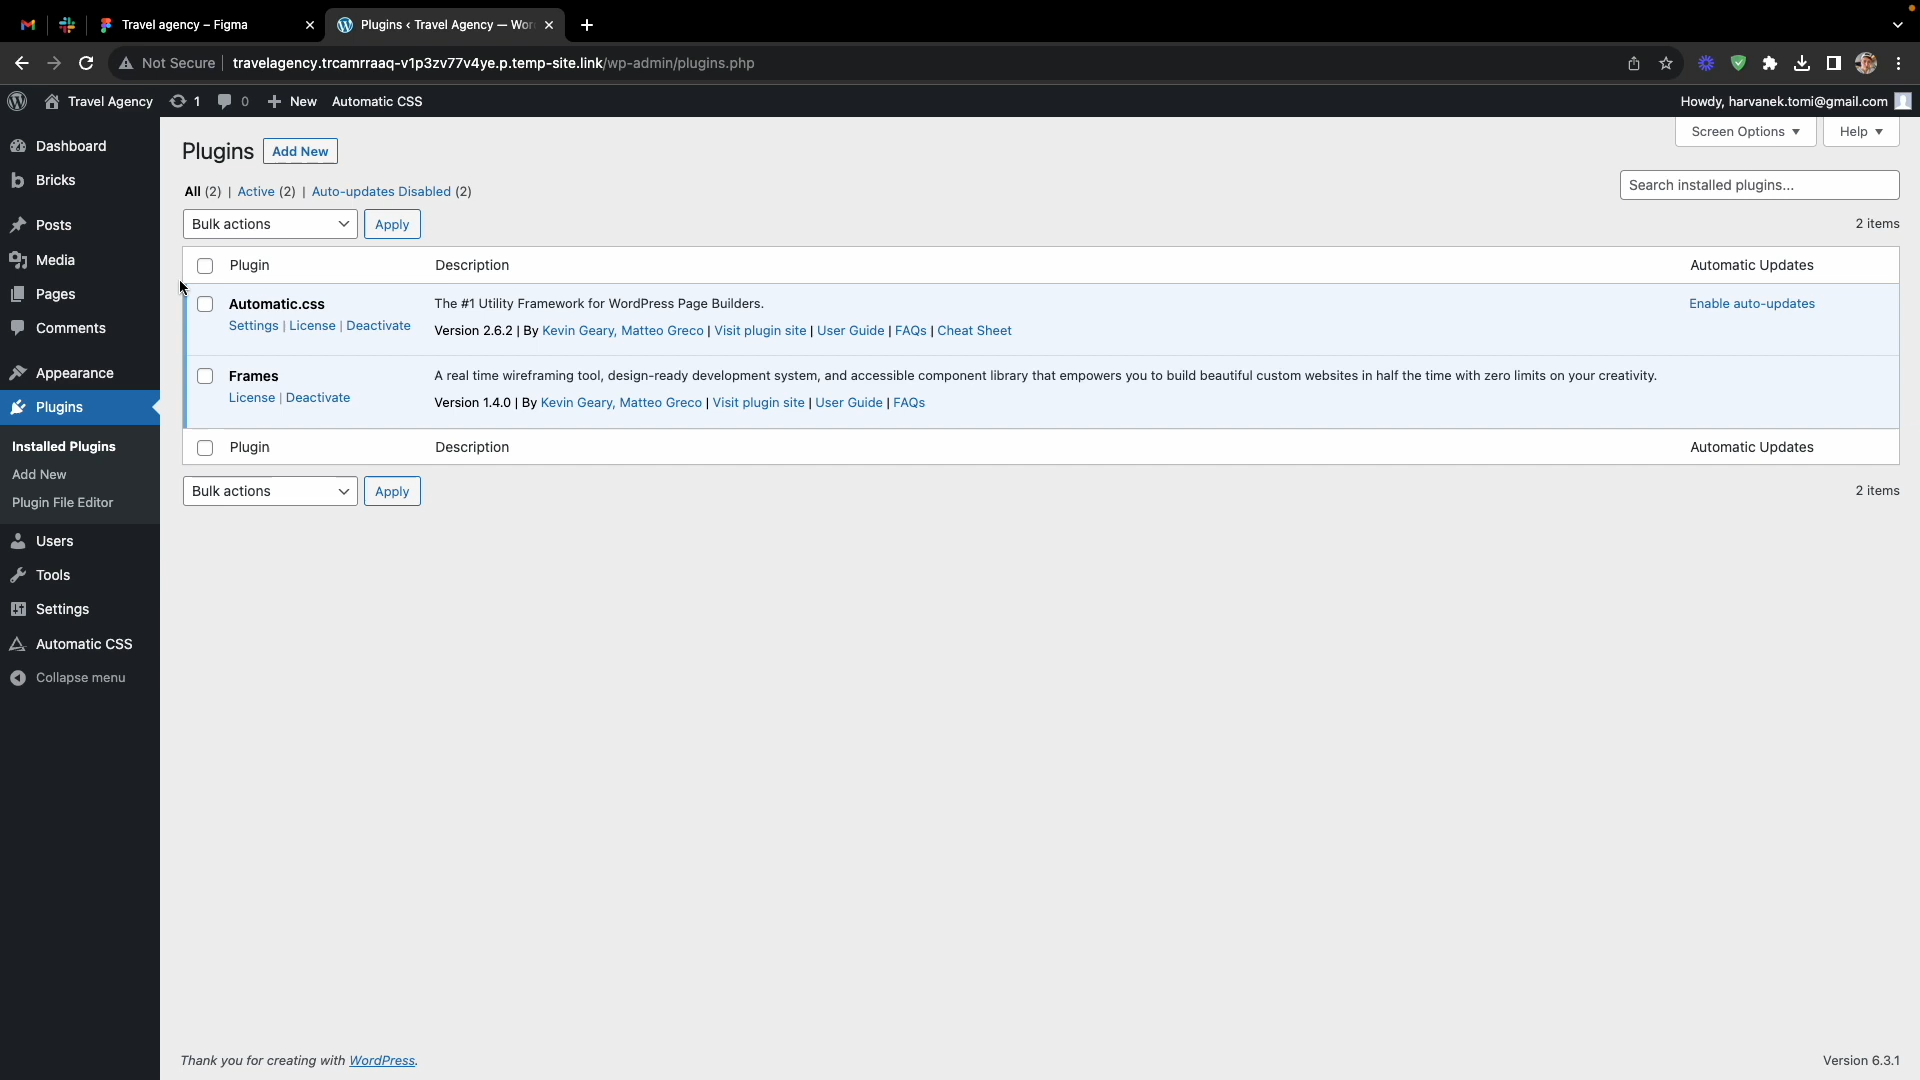 Travel agency – Figma
Plugins ‹ Travel Agency — Wor
Not Secure travelagency.trcamrraaq-v1p3zv77v4ye.p.temp-site.link/wp-admin/plugins.php
Travel Agency 1 0 New Automatic CSS Howdy, harvanek.tomi@gmail.com
Screen Options Help
Dashboard
Bricks
Posts
Media
Pages
Comments
Appearance
Plugins
Installed Plugins
Add New
Plugin File Editor
Users
Tools
Settings
Automatic CSS
Collapse menu
Plugins Add New
All (2) | Active (2) | Auto-updates Disabled (2)
Search installed plugins...
Bulk actions Apply 2 items
Plugin Description Automatic Updates
Automatic.css The #1 Utility Framework for WordPress Page Builders. Enable auto-updates
Settings | License | Deactivate Version 2.6.2 | By Kevin Geary, Matteo Greco | Visit plugin site | User Guide | FAQs | Cheat Sheet
Frames A real time wireframing tool, design-ready development system, and accessible component library that empowers you to build beautiful custom websites in half the time with zero limits on your creativity.
License | Deactivate Version 1.4.0 | By Kevin Geary, Matteo Greco | Visit plugin site | User Guide | FAQs
Plugin Description Automatic Updates
Bulk actions Apply 2 items
Thank you for creating with WordPress. Version 6.3.1